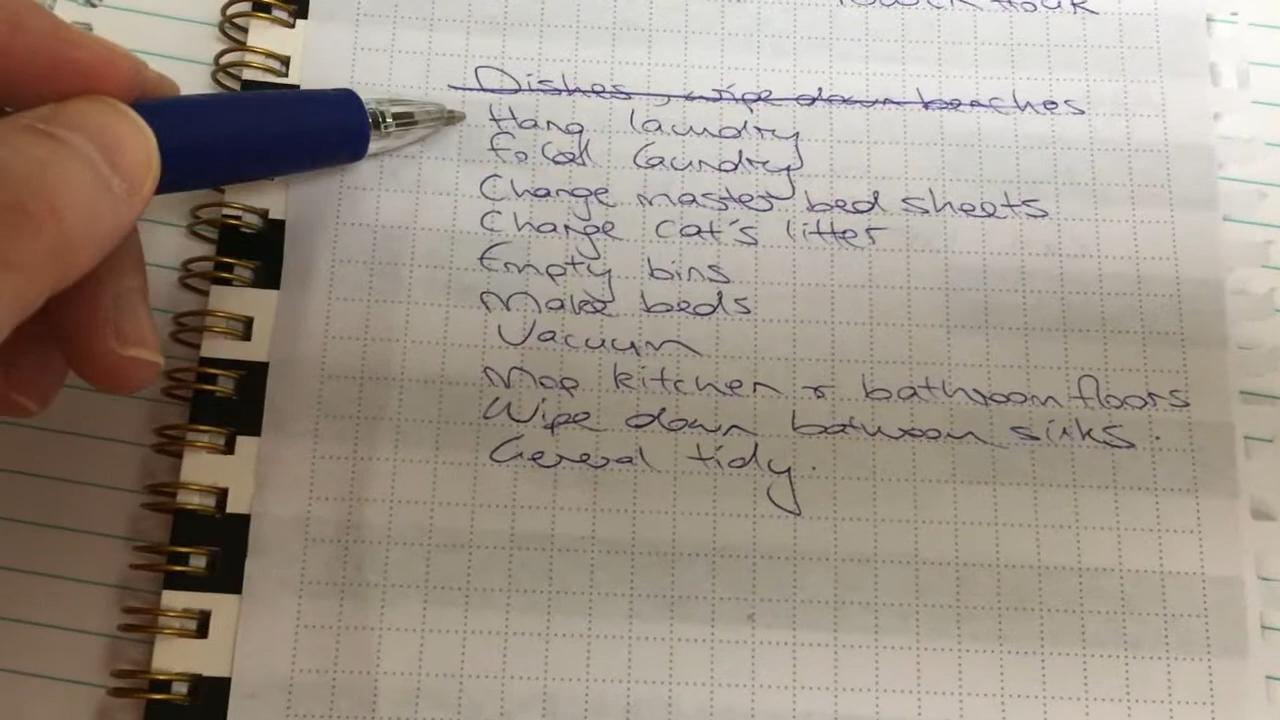 Dishes, wipe down benches
Hang laundry
Fold laundry
Change master bed sheets
Change cat's litter
Empty bins
Make beds
Vacuum
Mop kitchen & bathroom floors
Wipe down bathroom sinks.
General tidy.